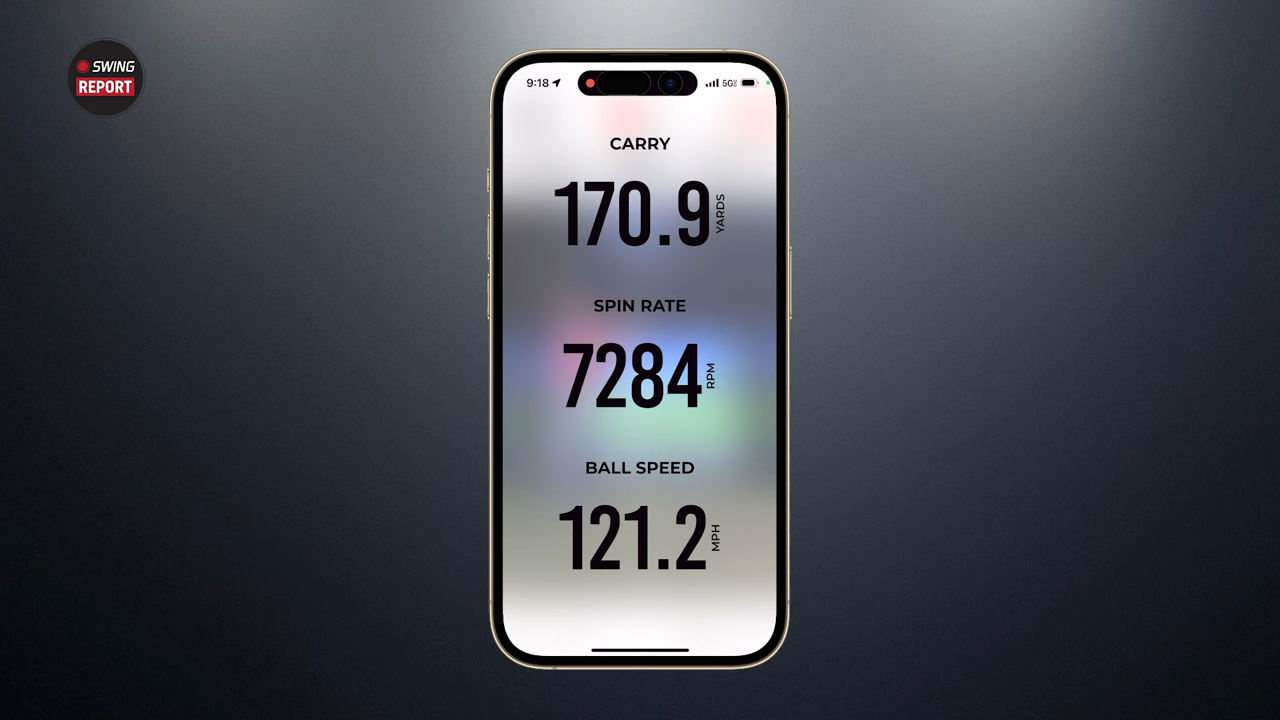 SWING
REPORT
9:18
5G
CARRY
170.9
YARDS
SPIN RATE
7284
RPM
BALL SPEED
121.2
MPH